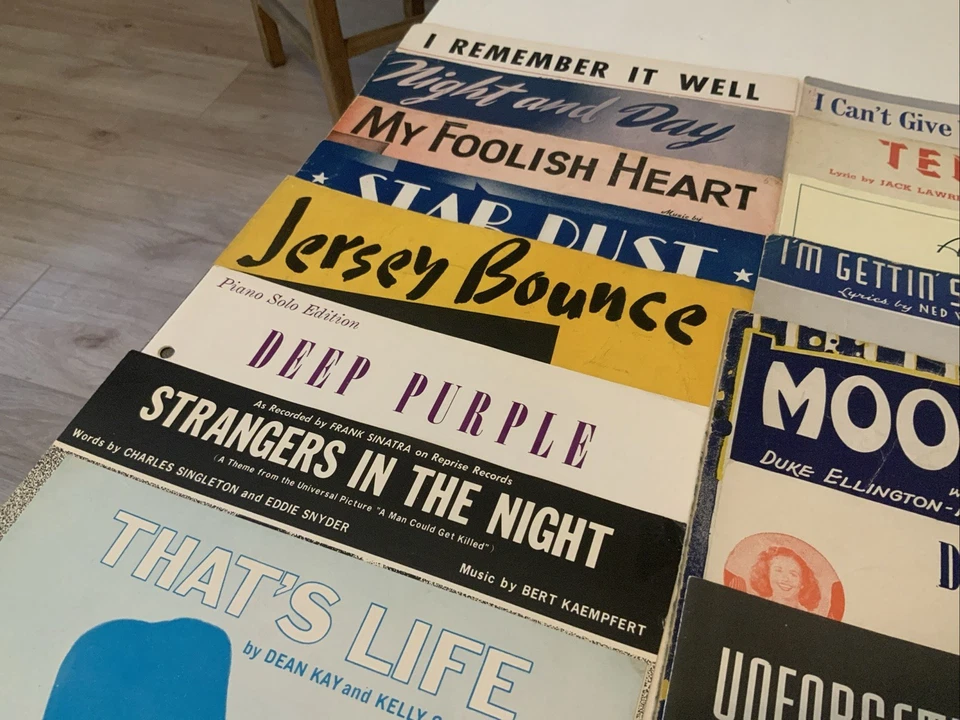 I REMEMBER IT WELL
Night and Day
MY FOOLISH HEART
Music by
STAR DUST
Jersey Bounce
Piano Solo Edition
DEEP PURPLE
As Recorded by FRANK SINATRA on Reprise Records
STRANGERS IN THE NIGHT
(A Theme from the Universal Picture "A Man Could Get Killed")
Words by CHARLES SINGLETON and EDDIE SNYDER
Music by BERT KAEMPFERT
THAT'S LIFE
by DEAN KAY and KELLY
I Can't Give
Lyric by JACK
I'M GETTIN'
Lyrics by NED
MOO
DUKE ELLINGTON-